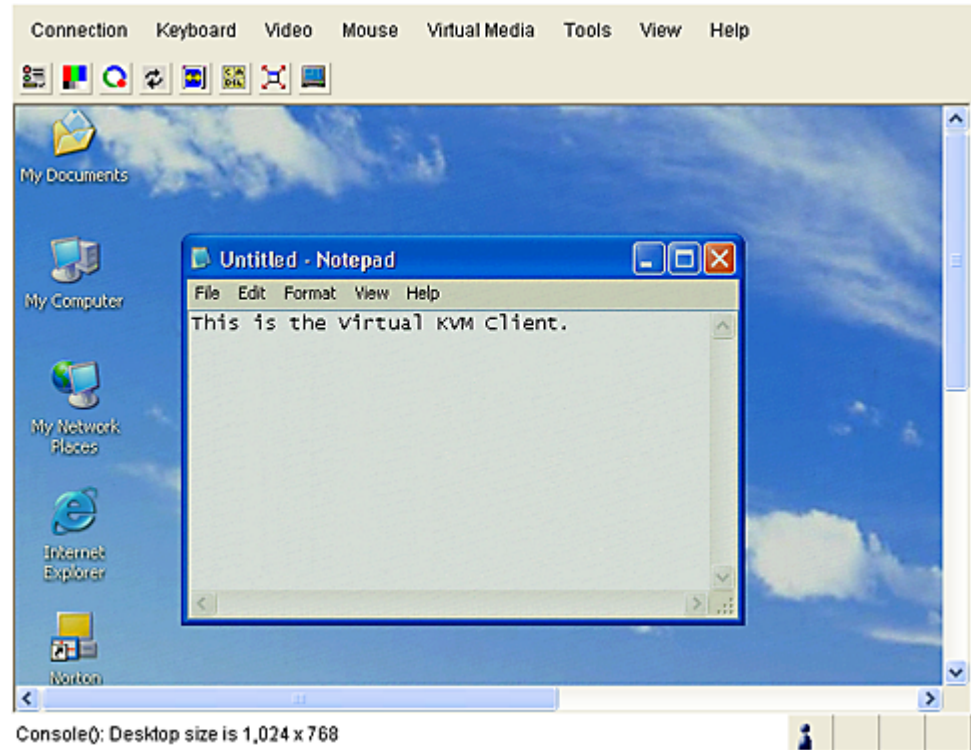 Connection Keyboard Video Mouse Virtual Media Tools View Help
My Documents
My Computer
My Network
Places
Internet
Explorer
Norton
Untitled - Notepad
File Edit Format View Help
This is the Virtual KVM Client.
Console(): Desktop size is 1,024 x 768